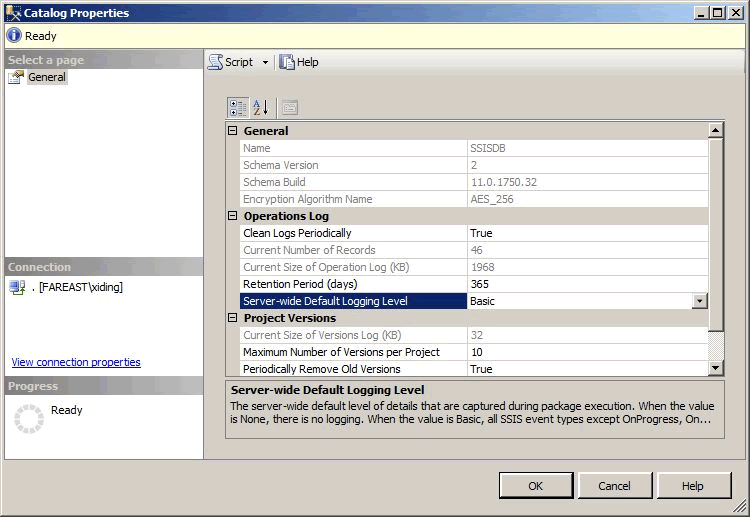 Catalog Properties
Ready
Select a page
General
Script
Help
General
Name SSISDB
Schema Version 2
Schema Build 11.0.1750.32
Encryption Algorithm Name AES_256
Operations Log
Clean Logs Periodically True
Current Number of Records 46
Current Size of Operation Log (KB) 1968
Retention Period (days) 365
Server-wide Default Logging Level Basic
Project Versions
Current Size of Versions Log (KB) 32
Maximum Number of Versions per Project 10
Periodically Remove Old Versions True
Connection
. [FAREAST\xiding]
View connection properties
Progress
Ready
Server-wide Default Logging Level
The server-wide default level of details that are captured during package execution. When the value
is None, there is no logging. When the value is Basic, all SSIS event types except OnProgress, On...
OK
Cancel
Help